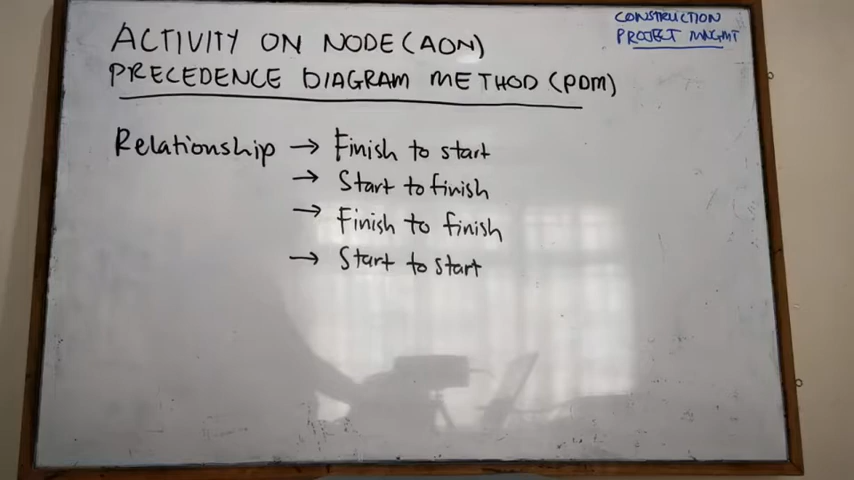 CONSTRUCTION
PROJECT MNGMT
ACTIVITY ON NODE (AON)
PRECEDENCE DIAGRAM METHOD (PDM)
Relationship → Finish to start
→ Start to finish
→ Finish to finish
→ Start to start